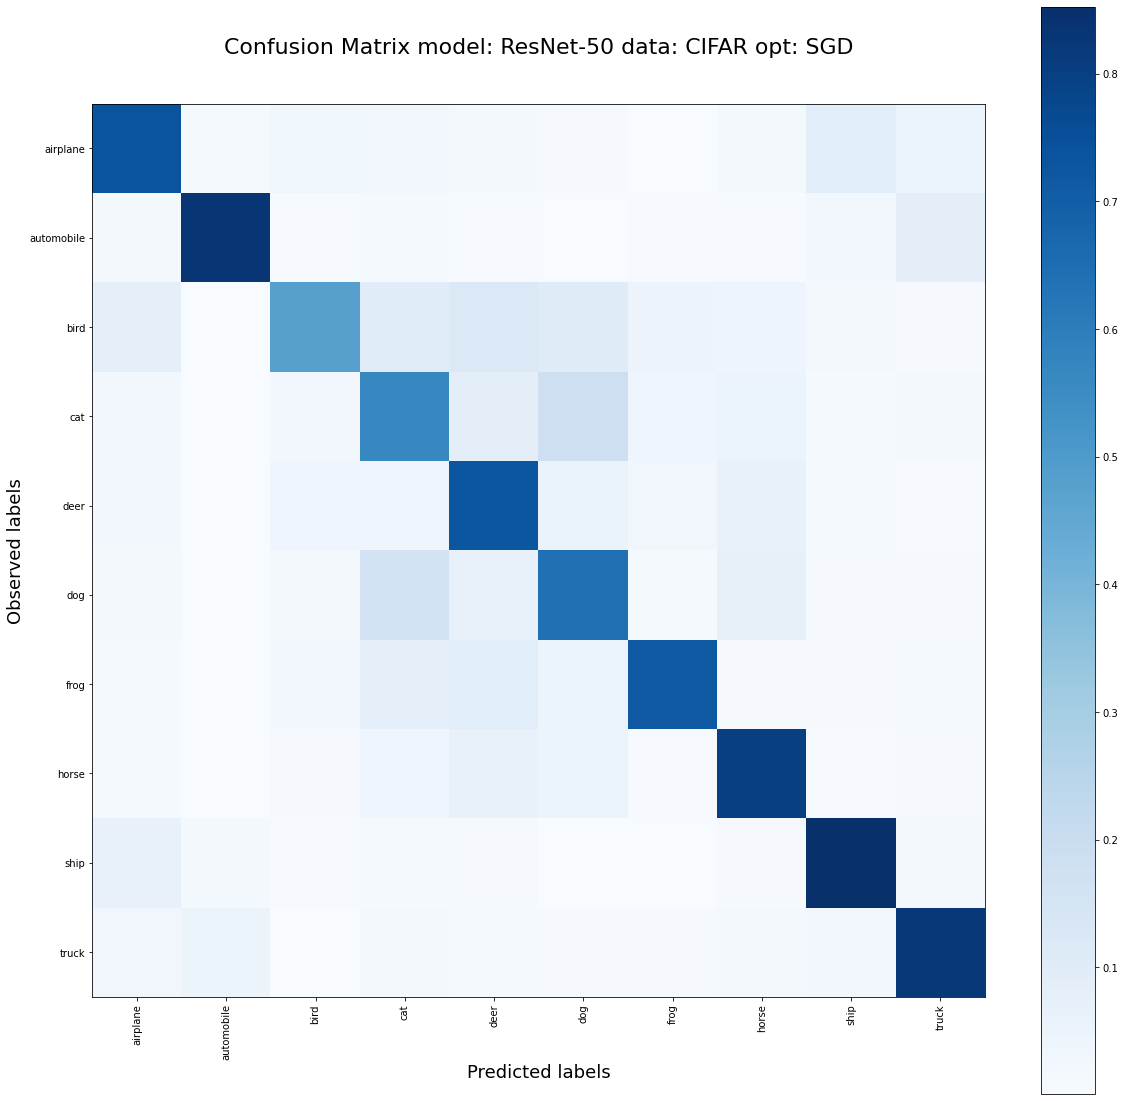 Confusion Matrix model: ResNet-50 data: CIFAR opt: SGD
airplane
automobile
bird
cat
deer
dog
frog
horse
ship
truck
Observed labels
airplane
automobile
bird
cat
deer
dog
frog
horse
ship
truck
Predicted labels
0.8
0.7
0.6
0.5
0.4
0.3
0.2
0.1